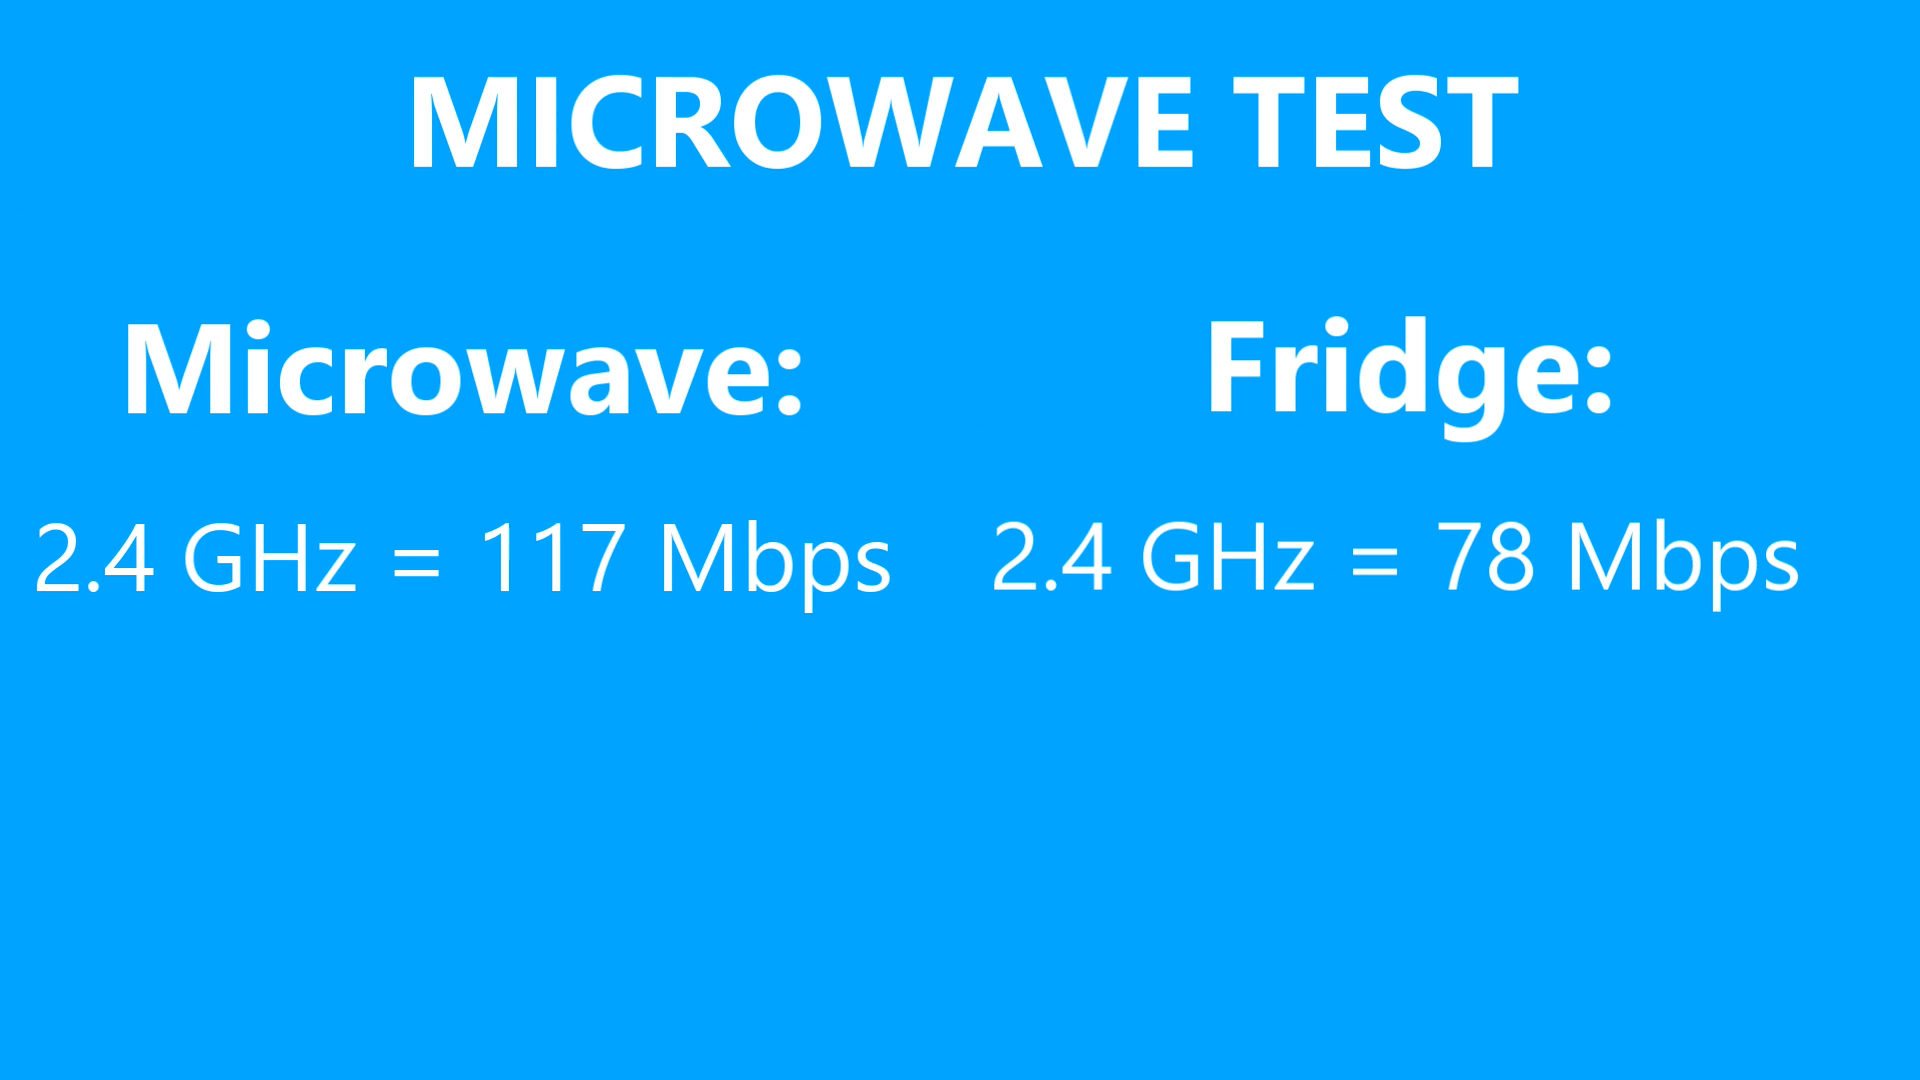 MICROWAVE TEST
Microwave:
2.4 GHz = 117 Mbps
Fridge:
2.4 GHz = 78 Mbps